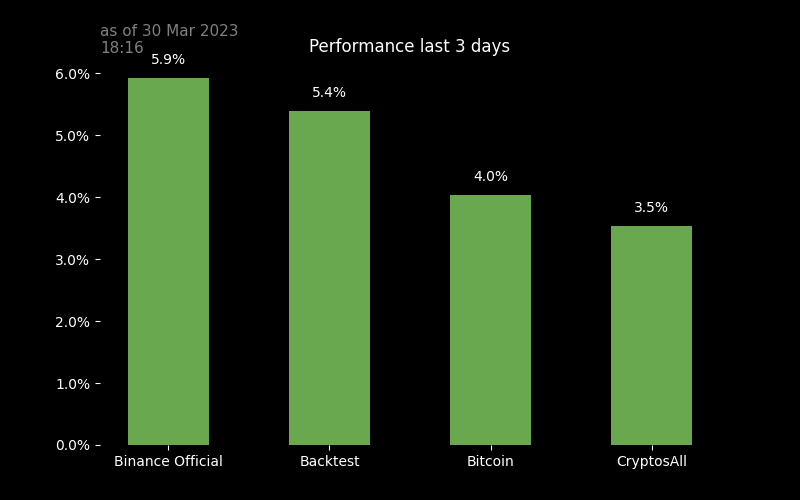 as of 30 Mar 2023
18:16
Performance last 3 days
5.9%
5.4%
4.0%
3.5%
6.0%
5.0%
4.0%
3.0%
2.0%
1.0%
0.0%
Binance Official
Backtest
Bitcoin
CryptosAll